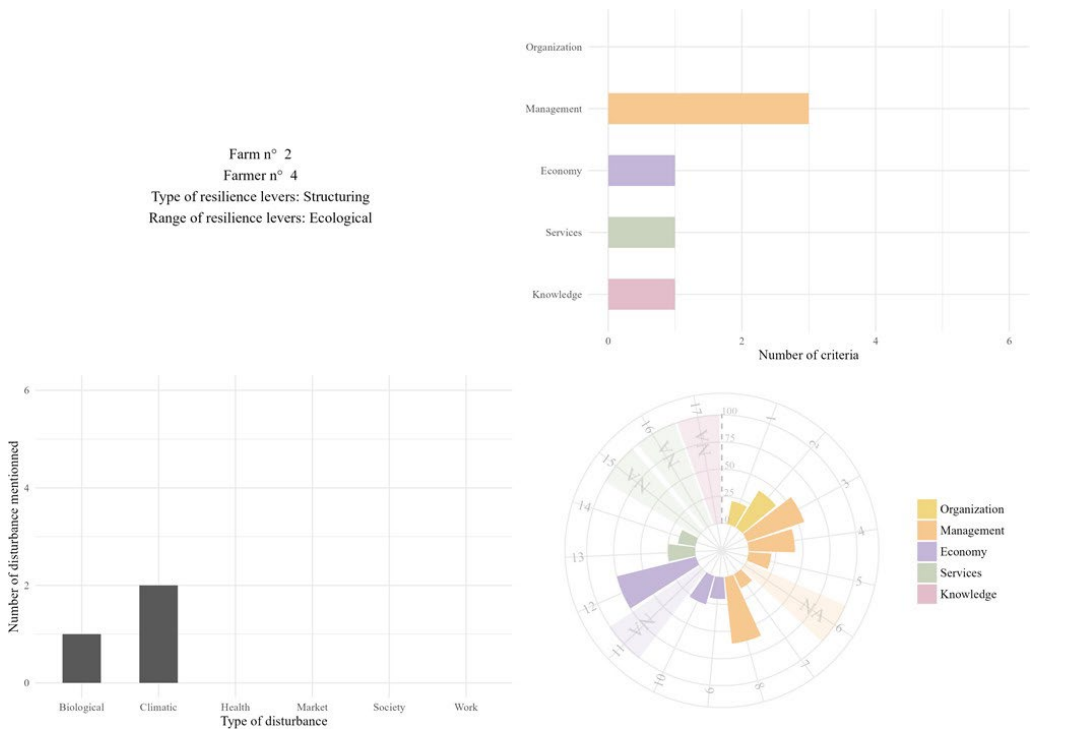 Farm n° 2
Farmer n° 4
Type of resilience levers: Structuring
Range of resilience levers: Ecological
Organization
Management
Economy
Services
Knowledge
0 2 4 6
Number of criteria
6
4
2
0
Number of disturbance mentionned
Biological Climatic Health Market Society Work
Type of disturbance
100
75
50
25
1
2
3
4
5
6
7
8
9
10
11
12
13
14
15
16
17
NA
NA
NA
NA
NA
Organization
Management
Economy
Services
Knowledge